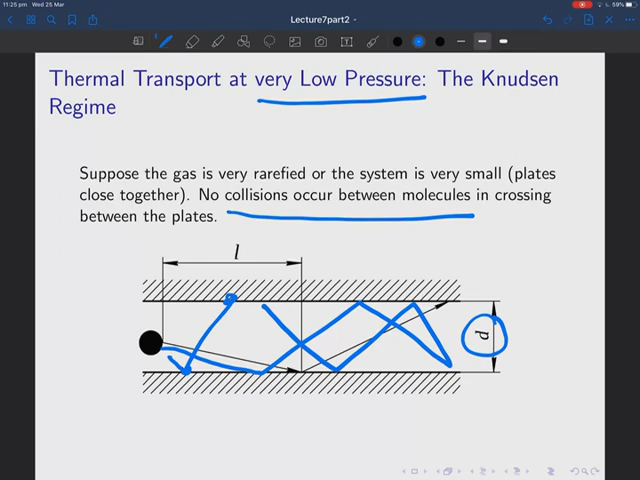 11:25 pm Wed 25 Mar
59%
Lecture7part2
Thermal Transport at very Low Pressure: The Knudsen
Regime
Suppose the gas is very rarefied or the system is very small (plates
close together). No collisions occur between molecules in crossing
between the plates.
l
d